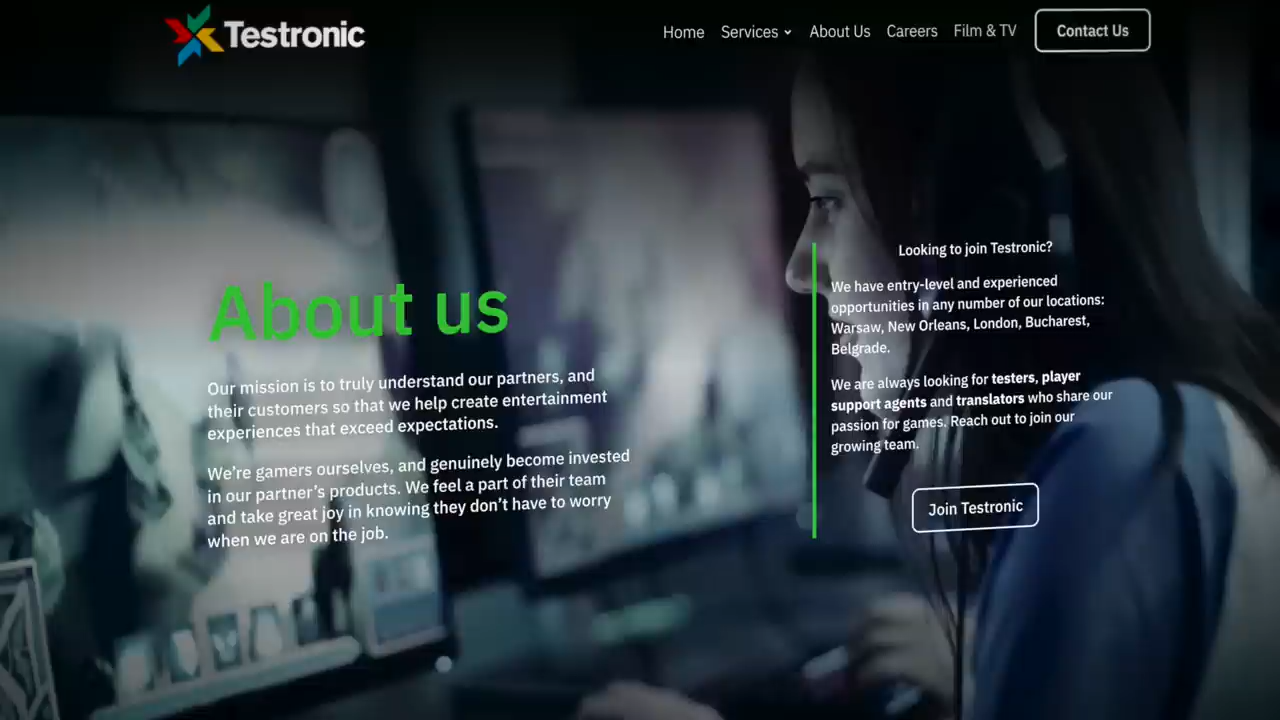 Testronic
Home Services About Us Careers Film & TV Contact Us
About us
Our mission is to truly understand our partners, and
their customers so that we help create entertainment
experiences that exceed expectations.
We’re gamers ourselves, and genuinely become invested
in our partner’s products. We feel a part of their team
and take great joy in knowing they don’t have to worry
when we are on the job.
Looking to join Testronic?
We have entry-level and experienced
opportunities in any number of our locations:
Warsaw, New Orleans, London, Bucharest,
Belgrade.
We are always looking for testers, player
support agents and translators who share our
passion for games. Reach out to join our
growing team.
Join Testronic